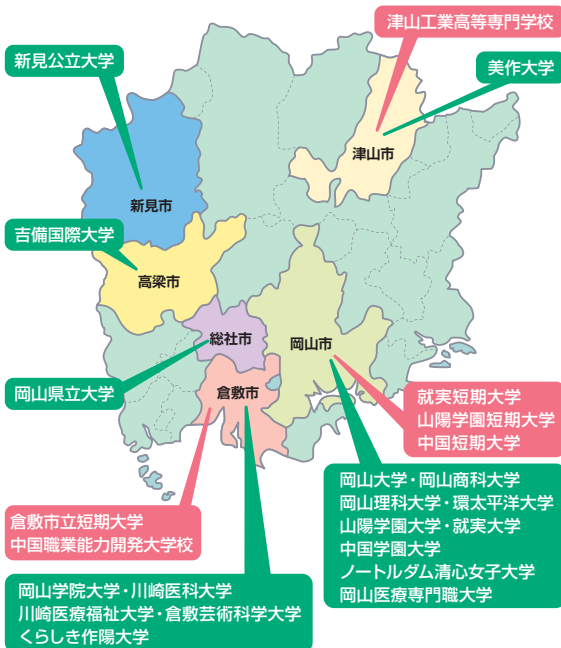 津山工業高等専門学校
新見公立大学
美作大学
津山市
新見市
吉備国際大学
高梁市
総社市
岡山市
岡山県立大学
倉敷市
就実短期大学
山陽学園短期大学
中国短期大学
岡山大学・岡山商科大学
岡山理科大学・環太平洋大学
山陽学園大学・就実大学
中国学園大学
ノートルダム清心女子大学
岡山医療専門職大学
倉敷市立短期大学
中国職業能力開発大学校
岡山学院大学・川崎医科大学
川崎医療福祉大学・倉敷芸術科学大学
くらしき作陽大学